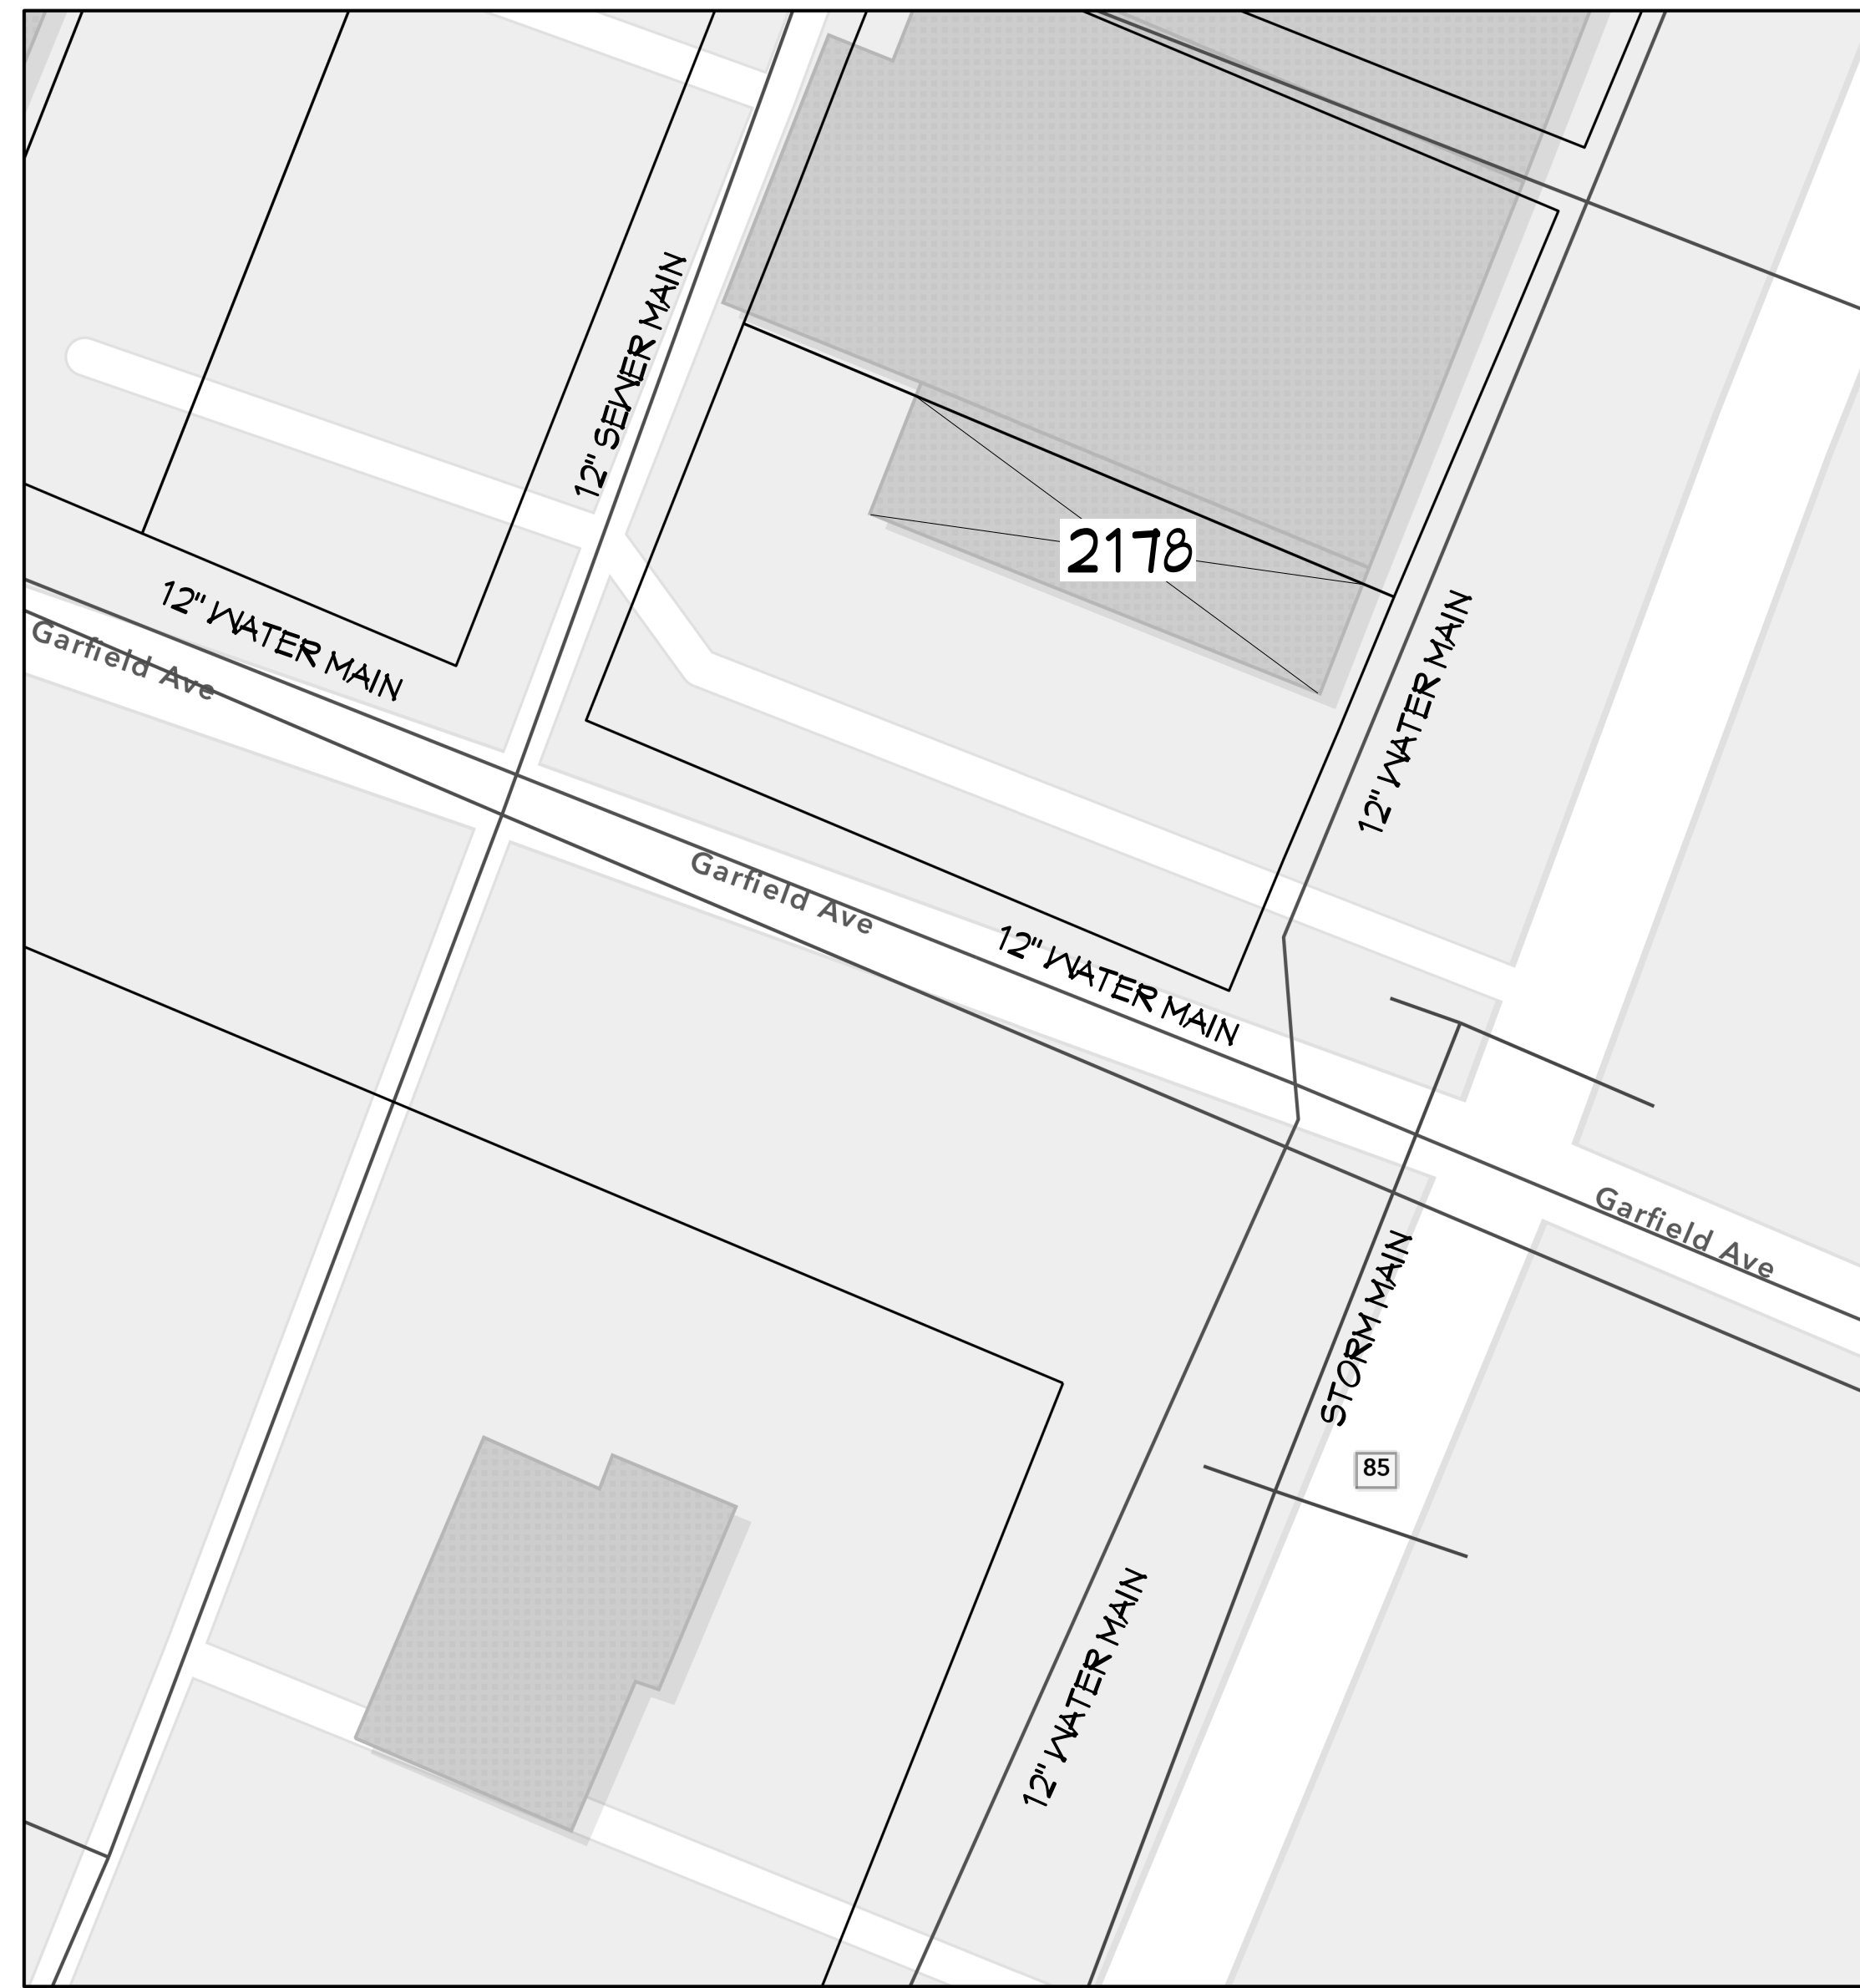 12" SEWER MAIN
2178
12" WATER MAIN
Garfield Ave
12" WATER MAIN
Garfield Ave
12" WATER MAIN
Garfield Ave
STORM MAIN
85
12" WATER MAIN